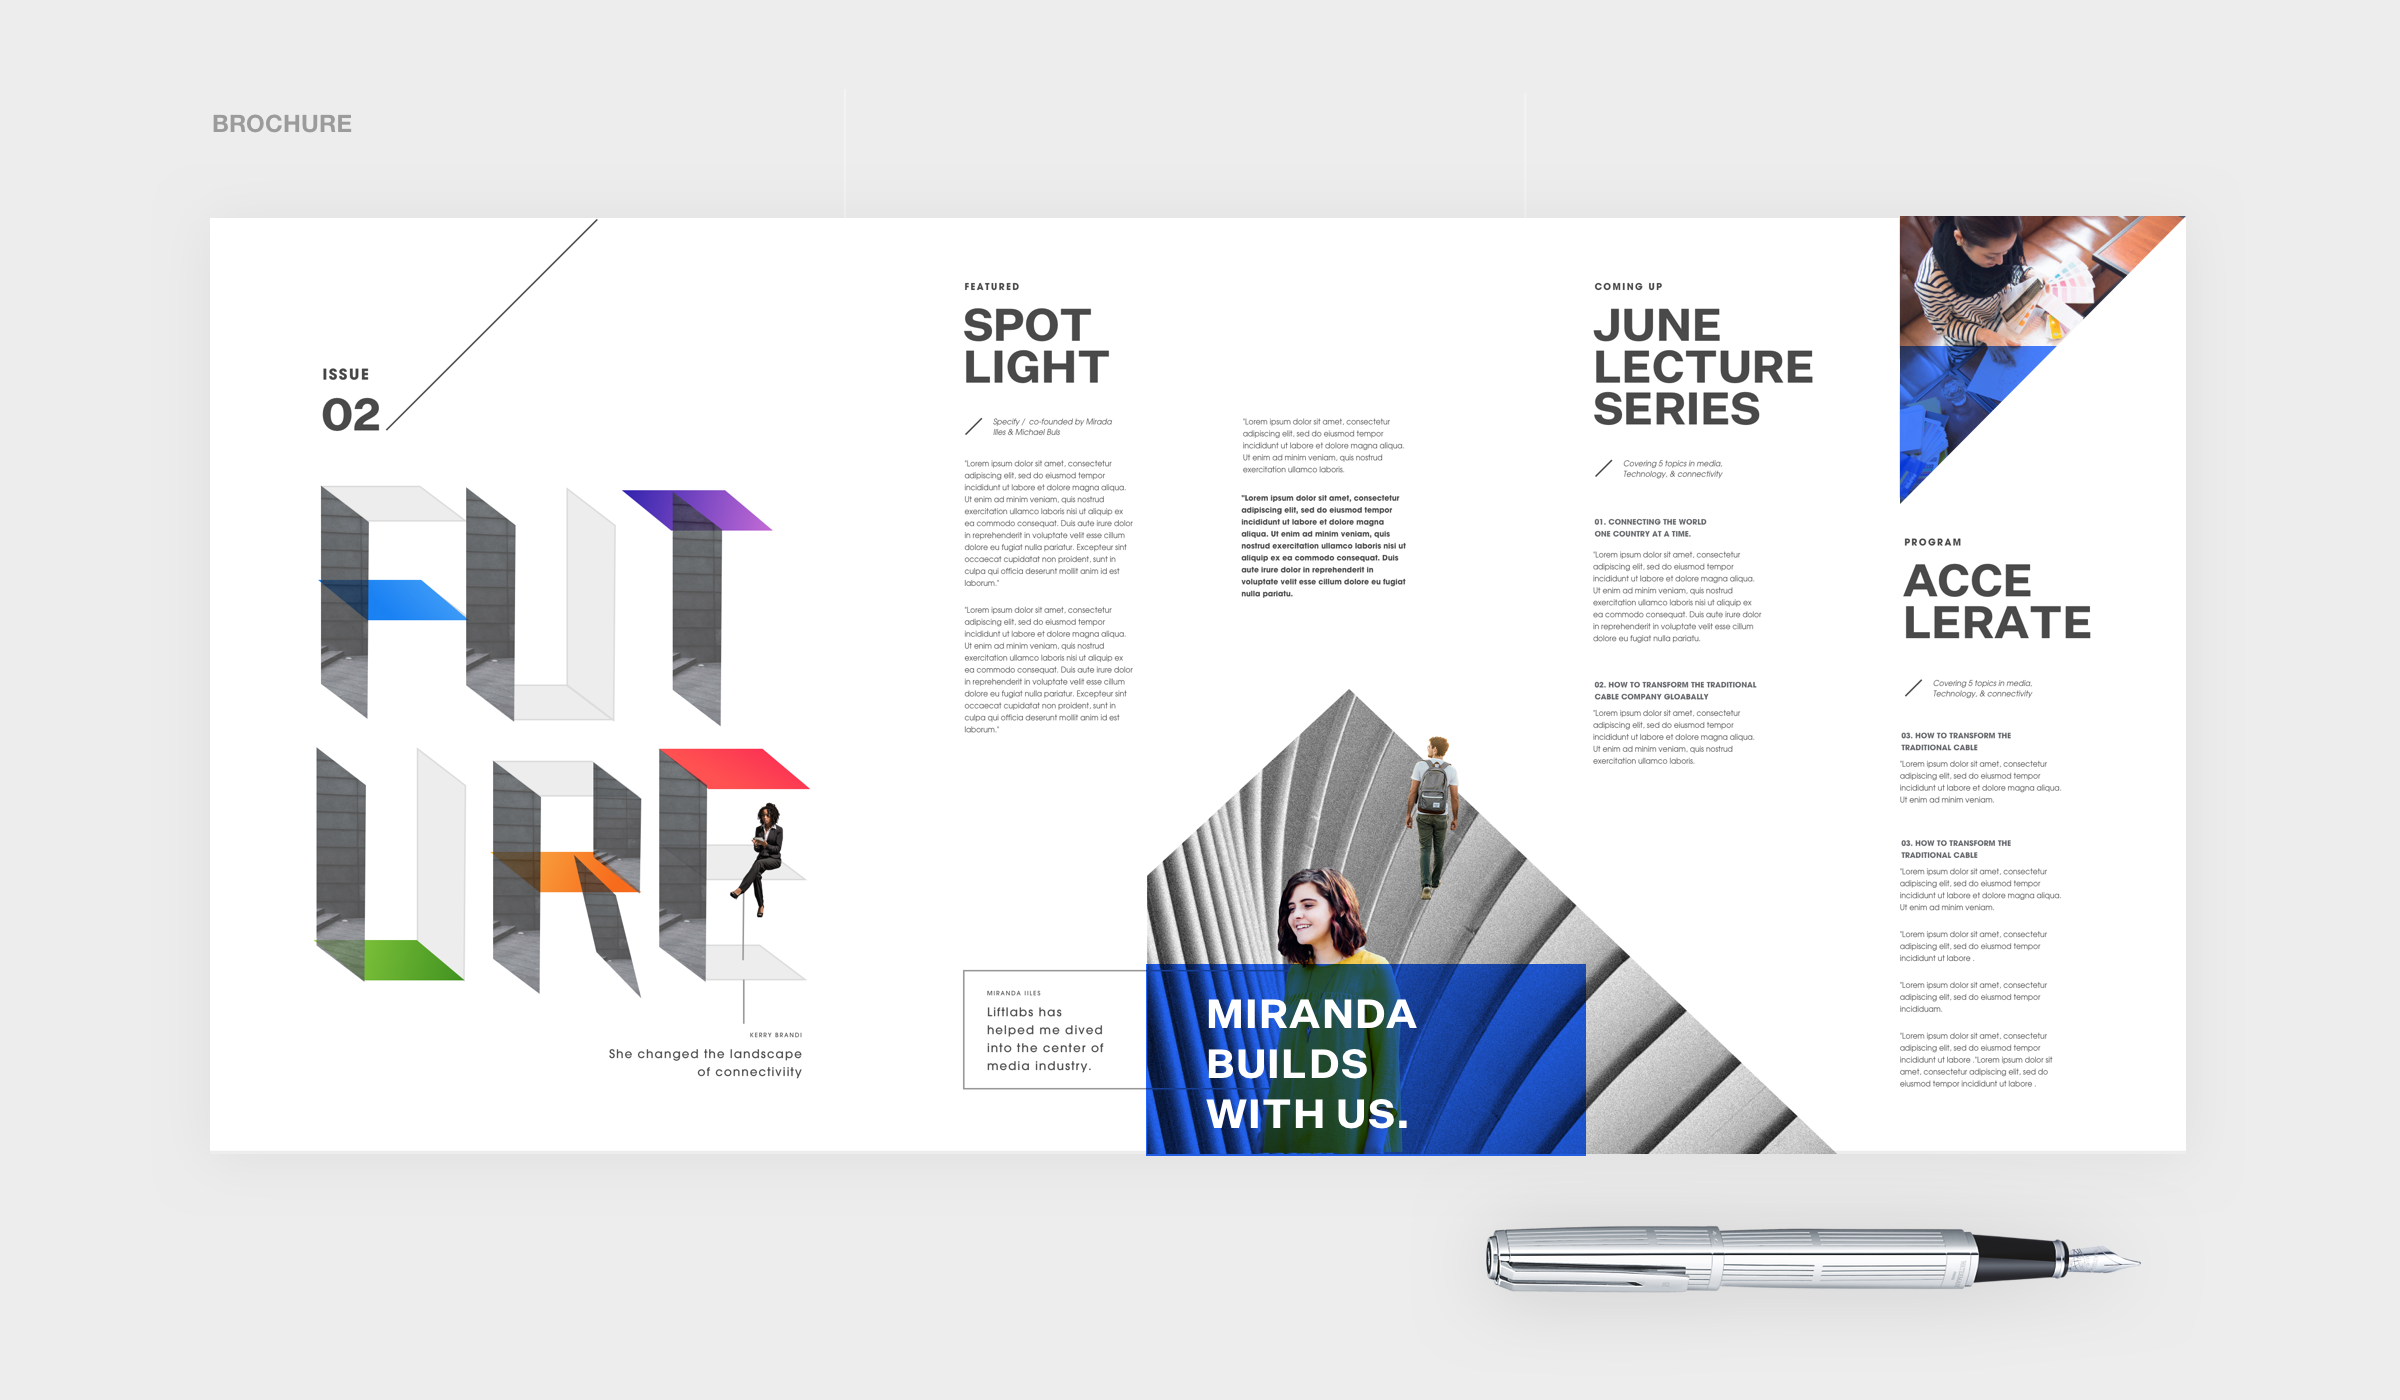 BROCHURE
ISSUE
02
FUT
URE
KERRY BRANDI
She changed the landscape
of connectiviity
FEATURED
SPOT
LIGHT
Specify / co-founded by Mirada
Illes & Michael Buis
"Lorem ipsum dolor sit amet, consectetur
adipiscing elit, sed do eiusmod tempor
incididunt ut labore et dolore magna aliqua.
Ut enim ad minim veniam, quis nostrud
exercitation ullamco laboris nisi ut aliquip ex
ea commodo consequat. Duis aute irure dolor
in reprehenderit in voluptate velit esse cillum
dolore eu fugiat nulla pariatur. Excepteur sint
occaecat cupidatat non proident, sunt in
culpa qui officia deserunt mollit anim id est
laborum."
"Lorem ipsum dolor sit amet, consectetur
adipiscing elit, sed do eiusmod tempor
incididunt ut labore et dolore magna aliqua.
Ut enim ad minim veniam, quis nostrud
exercitation ullamco laboris nisi ut aliquip ex
ea commodo consequat. Duis aute irure dolor
in reprehenderit in voluptate velit esse cillum
dolore eu fugiat nulla pariatur. Excepteur sint
occaecat cupidatat non proident, sunt in
culpa qui officia deserunt mollit anim id est
laborum."
"Lorem ipsum dolor sit amet, consectetur
adipiscing elit, sed do eiusmod tempor
incididunt ut labore et dolore magna aliqua.
Ut enim ad minim veniam, quis nostrud
exercitation ullamco laboris.
"Lorem ipsum dolor sit amet, consectetur
adipiscing elit, sed do eiusmod tempor
incididunt ut labore et dolore magna
aliqua. Ut enim ad minim veniam, quis
nostrud exercitation ullamco laboris nisi ut
aliquip ex ea commodo consequat. Duis
aute irure dolor in reprehenderit in
voluptate velit esse cillum dolore eu fugiat
nulla pariatu.
MIRANDA IILES
Liftlabs has
helped me dived
into the center of
media industry.
MIRANDA
BUILDS
WITH US.
COMING UP
JUNE
LECTURE
SERIES
Covering 5 topics in media,
Technology, & connectivity
01. CONNECTING THE WORLD
ONE COUNTRY AT A TIME.
"Lorem ipsum dolor sit amet, consectetur
adipiscing elit, sed do eiusmod tempor
incididunt ut labore et dolore magna aliqua.
Ut enim ad minim veniam, quis nostrud
exercitation ullamco laboris nisi ut aliquip ex
ea commodo consequat. Duis aute irure dolor
in reprehenderit in voluptate velit esse cillum
dolore eu fugiat nulla pariatu.
02. HOW TO TRANSFORM THE TRADITIONAL
CABLE COMPANY GLOABALLY
"Lorem ipsum dolor sit amet, consectetur
adipiscing elit, sed do eiusmod tempor
incididunt ut labore et dolore magna aliqua.
Ut enim ad minim veniam, quis nostrud
exercitation ullamco laboris.
PROGRAM
ACCE
LERATE
Covering 5 topics in media,
Technology, & connectivity
03. HOW TO TRANSFORM THE
TRADITIONAL CABLE
"Lorem ipsum dolor sit amet, consectetur
adipiscing elit, sed do eiusmod tempor
incididunt ut labore et dolore magna aliqua.
Ut enim ad minim veniam.
03. HOW TO TRANSFORM THE
TRADITIONAL CABLE
"Lorem ipsum dolor sit amet, consectetur
adipiscing elit, sed do eiusmod tempor
incididunt ut labore et dolore magna aliqua.
Ut enim ad minim veniam.
"Lorem ipsum dolor sit amet, consectetur
adipiscing elit, sed do eiusmod tempor
incididunt ut labore .
"Lorem ipsum dolor sit amet, consectetur
adipiscing elit, sed do eiusmod tempor
incididuam.
"Lorem ipsum dolor sit amet, consectetur
adipiscing elit, sed do eiusmod tempor
incididunt ut labore ."Lorem ipsum dolor sit
amet, consectetur adipiscing elit, sed do
eiusmod tempor incididunt ut labore .